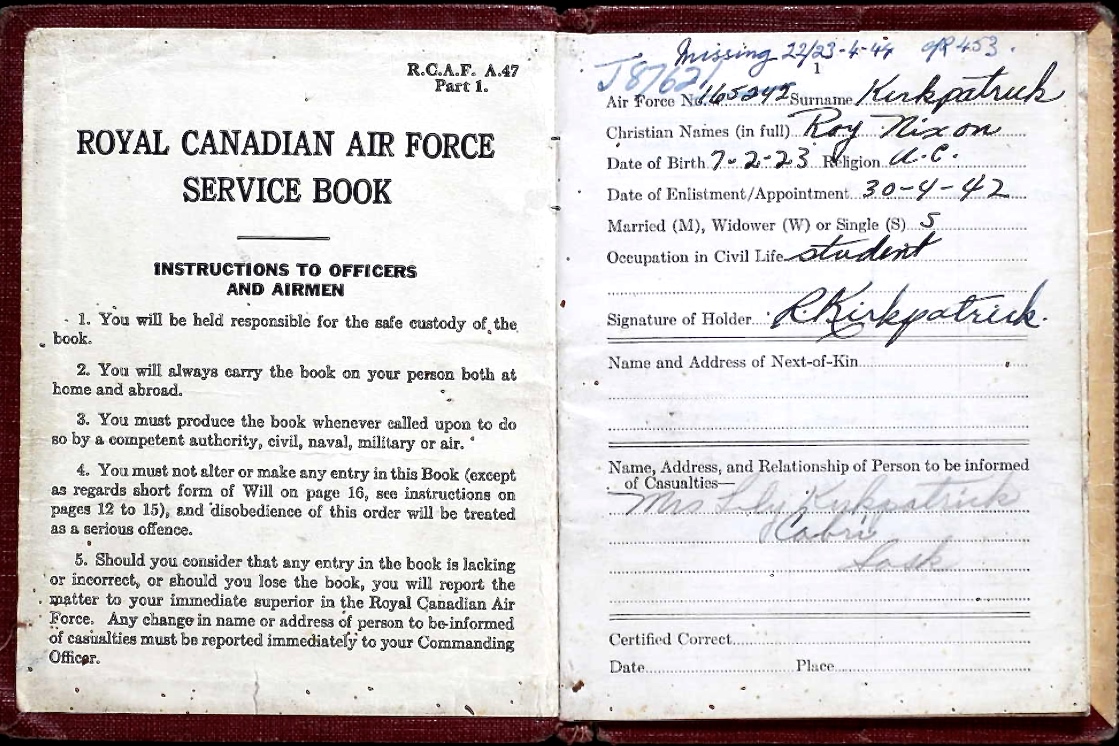 R.C.A.F. A.47
Part 1.
ROYAL CANADIAN AIR FORCE
SERVICE BOOK
INSTRUCTIONS TO OFFICERS
AND AIRMEN
1. You will be held responsible for the safe custody of the
book.
2. You will always carry the book on your person both at
home and abroad.
3. You must produce the book whenever called upon to do
so by a competent authority, civil, naval, military or air.
4. You must not alter or make any entry in this Book (except
as regards short form of Will on page 16, see instructions on
pages 12 to 15), and disobedience of this order will be treated
as a serious offence.
5. Should you consider that any entry in the book is lacking
or incorrect, or should you lose the book, you will report the
matter to your immediate superior in the Royal Canadian Air
Force. Any change in name or address of person to be informed
of casualties must be reported immediately to your Commanding
Officer.
Missing 22/23-4-44 453.
1
Air Force No. 165242 Surname Kirkpatrick
Christian Names (in full) Roy Nixon
Date of Birth 7-2-23 Religion U.C.
Date of Enlistment/Appointment 30-4-42
Married (M), Widower (W) or Single (S) S
Occupation in Civil Life student
Signature of Holder R Kirkpatrick.
Name and Address of Next-of-Kin
Name, Address, and Relationship of Person to be informed
of Casualties—
Mrs Kirkpatrick
Cabri
Sask
Certified Correct
Date Place